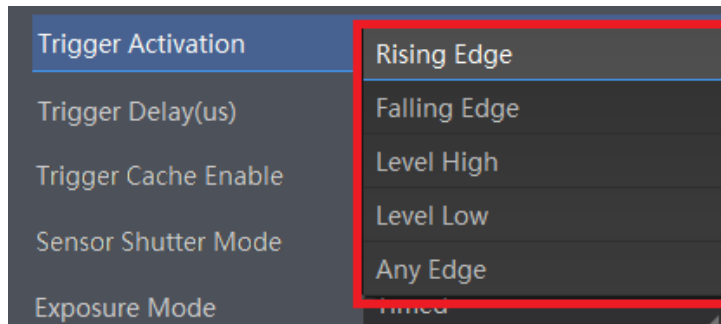 Trigger Activation
Rising Edge
Trigger Delay(us)
Falling Edge
Trigger Cache Enable
Level High
Sensor Shutter Mode
Level Low
Any Edge
Exposure Mode
Timed